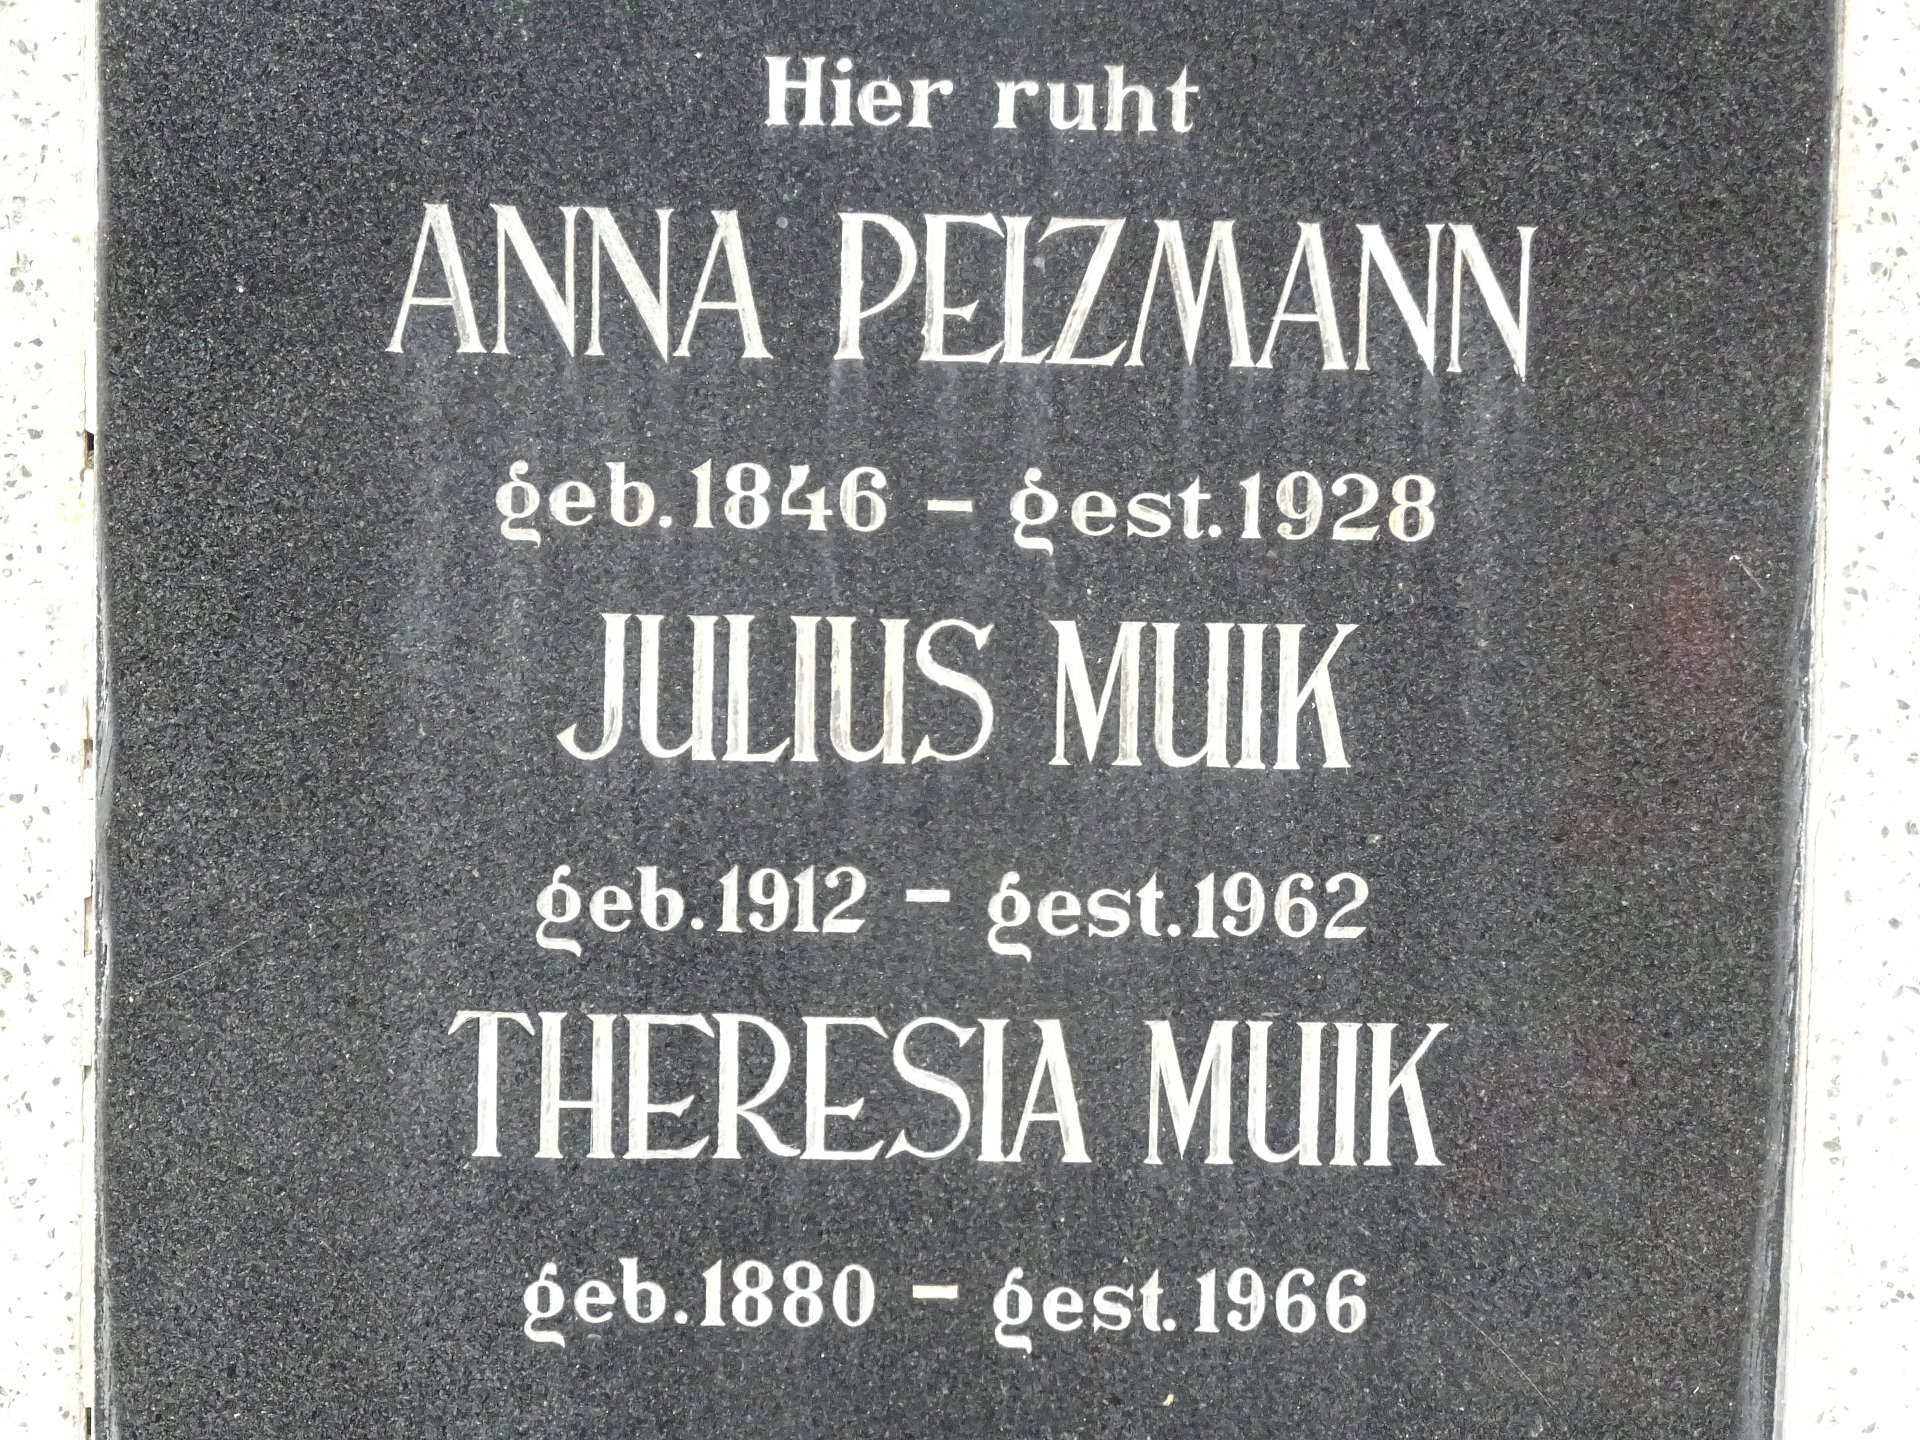 Hier ruht
ANNA PELZMANN
geb. 1846 – gest. 1928
JULIUS MUIK
geb. 1912 – gest. 1962
THERESIA MUIK
geb. 1880 – gest. 1966